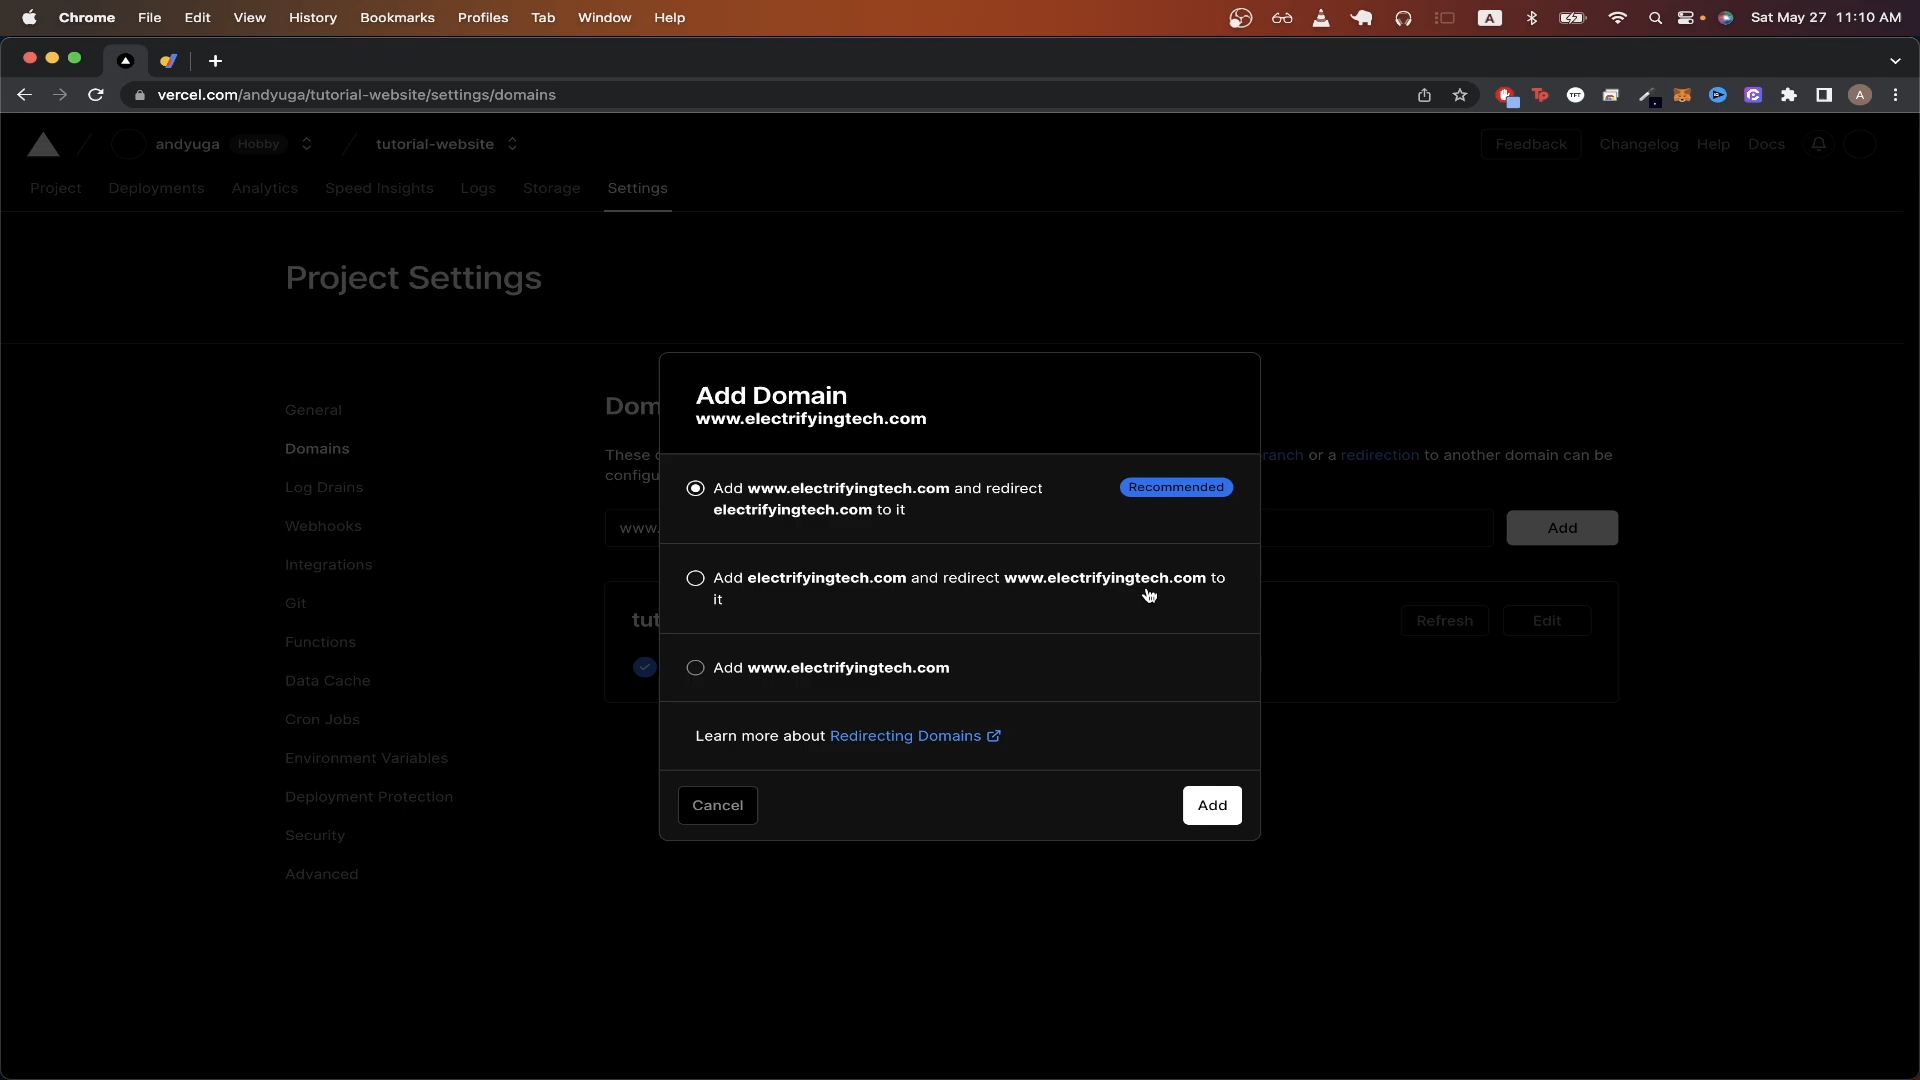 Chrome File Edit View History Bookmarks Profiles Tab Window Help A Sat May 27 11:10 AM
vercel.com/andyuga/tutorial-website/settings/domains
andyuga Hobby tutorial-website Feedback Changelog Help Docs
Project Deployments Analytics Speed Insights Logs Storage Settings
Project Settings
General
Domains
Log Drains
Webhooks
Integrations
Git
Functions
Data Cache
Cron Jobs
Environment Variables
Deployment Protection
Security
Advanced
Dom
These
ranch or a redirection to another domain can be
configu
www.
Add
tut
Refresh Edit
Add Domain
www.electrifyingtech.com
Add www.electrifyingtech.com and redirect
electrifyingtech.com to it
Recommended
Add electrifyingtech.com and redirect www.electrifyingtech.com to
it
Add www.electrifyingtech.com
Learn more about Redirecting Domains
Cancel Add